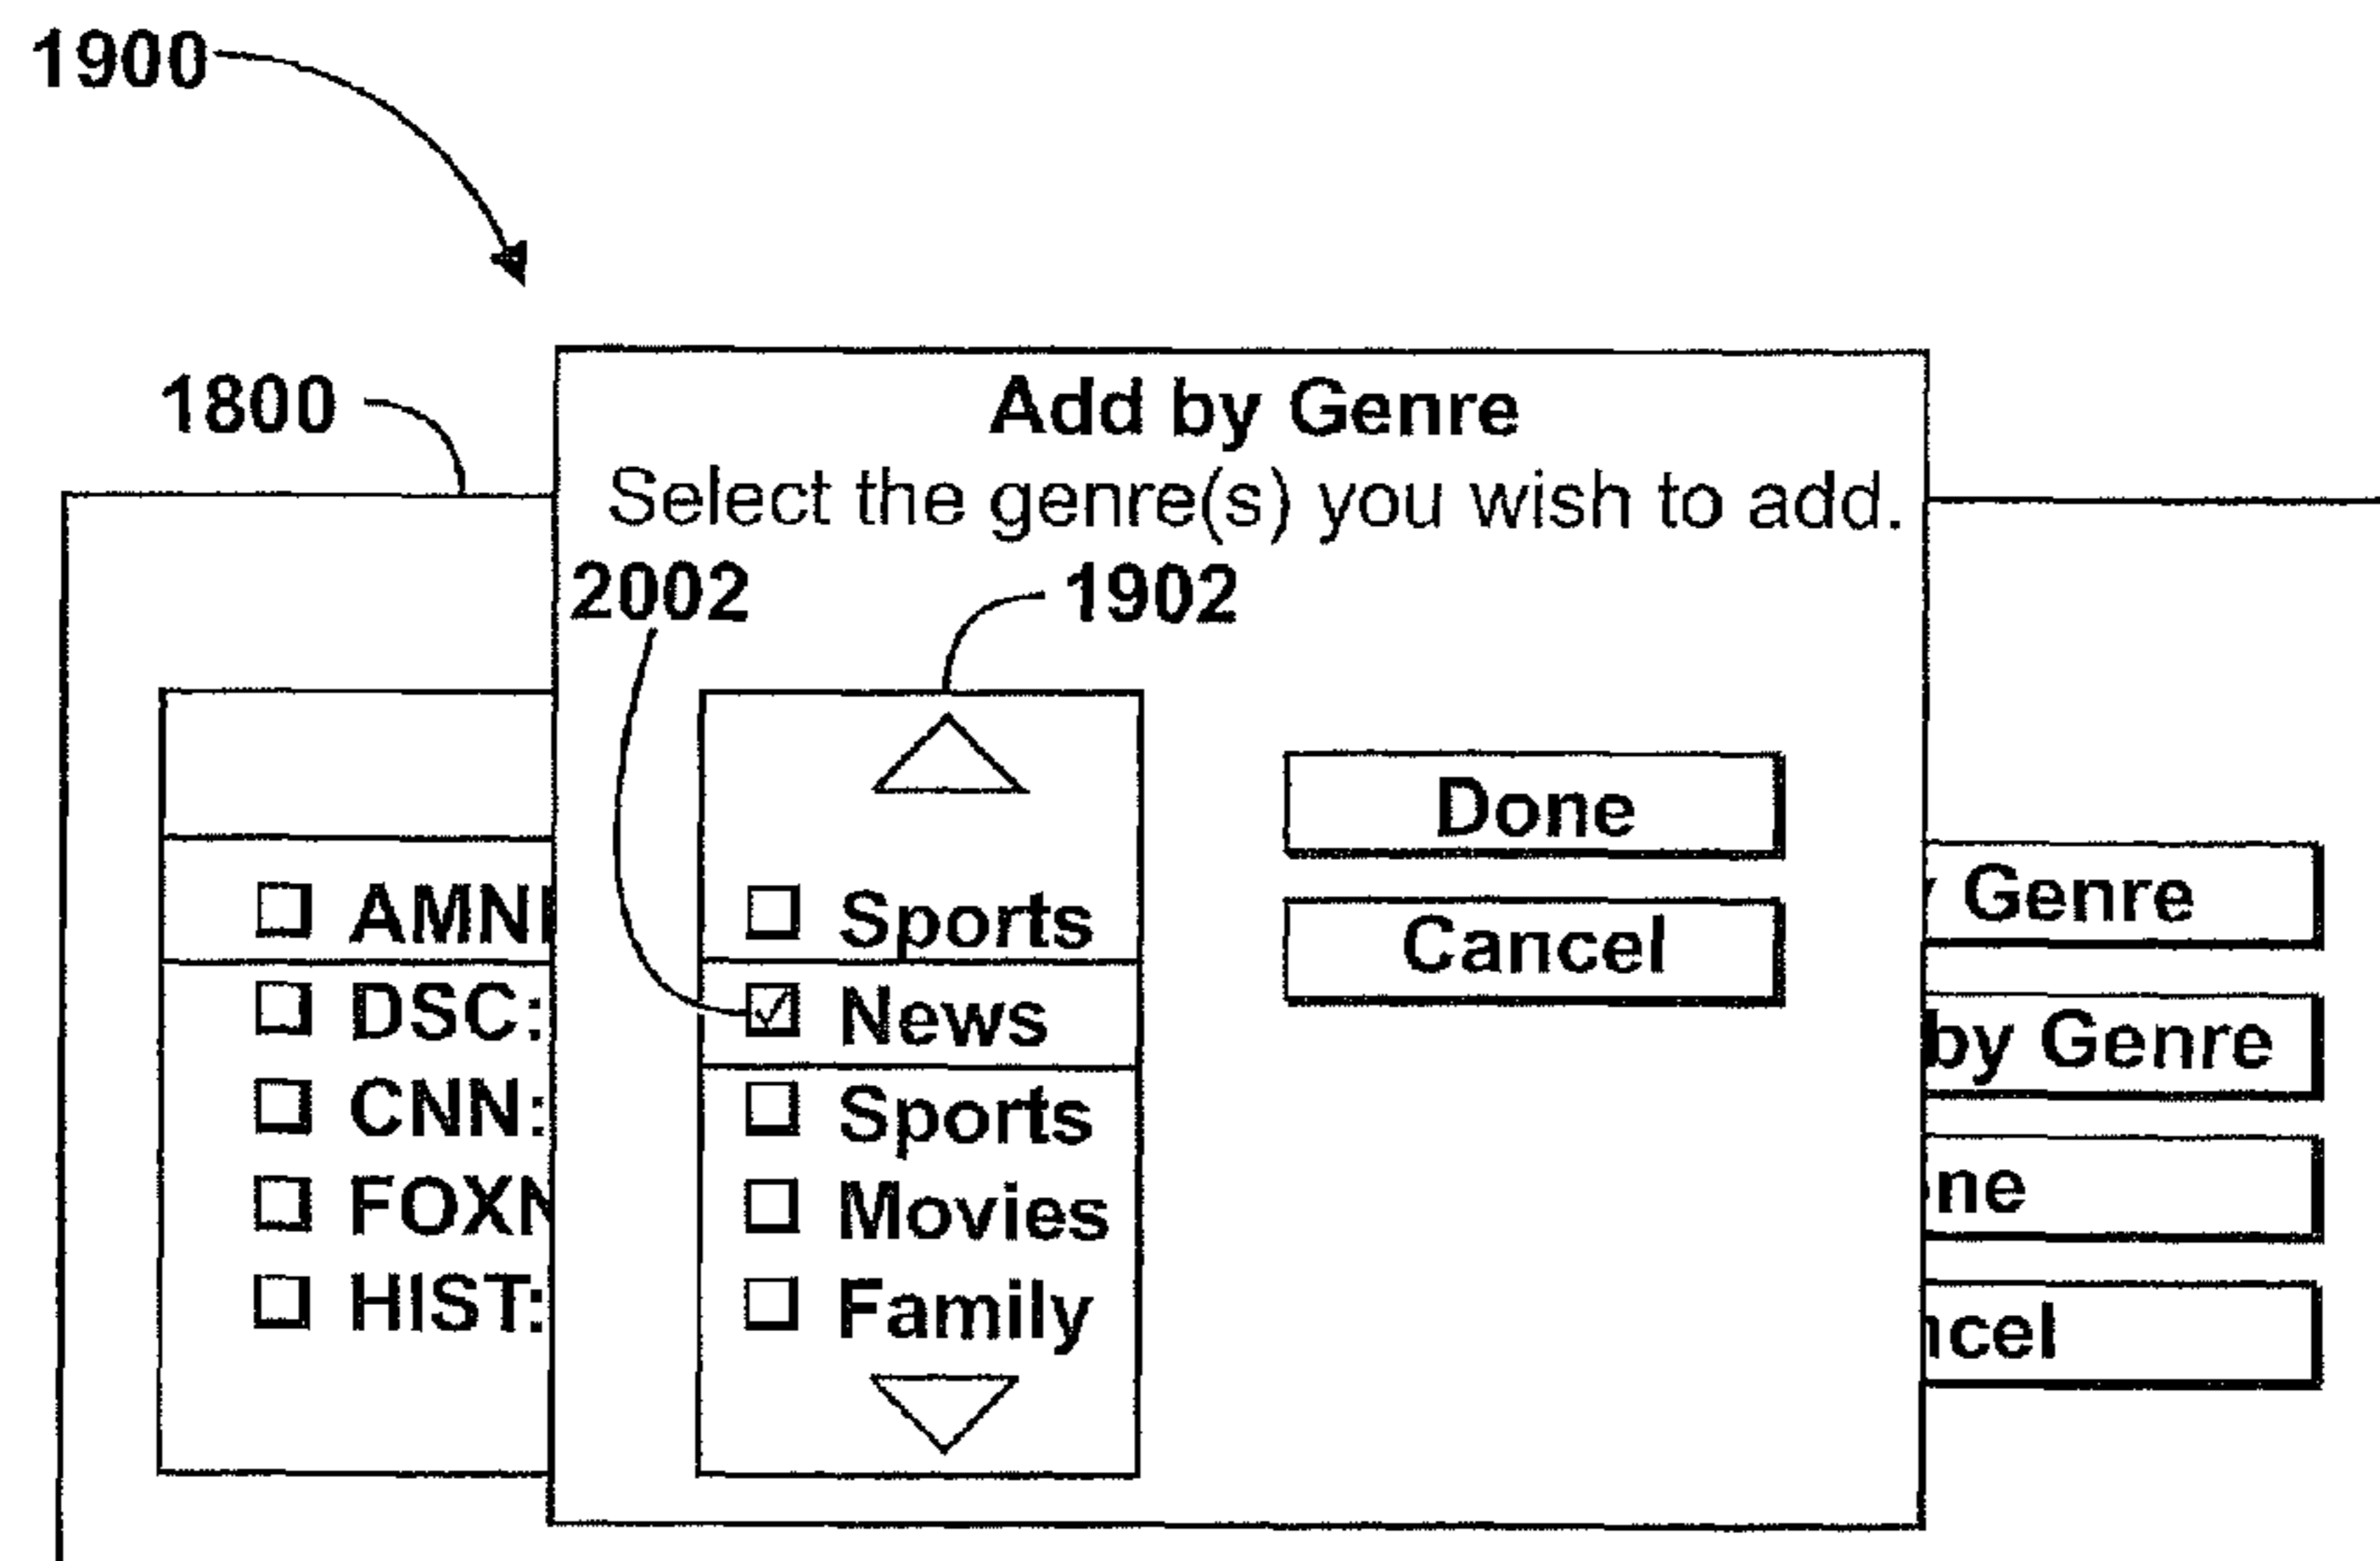 1900
1800
Add by Genre
Select the genre(s) you wish to add.
2002
1902
AMN
DSC:
CNN:
FOXN
HIST:
Sports
News
Sports
Movies
Family
Done
Cancel
Genre
by Genre
ne
cel